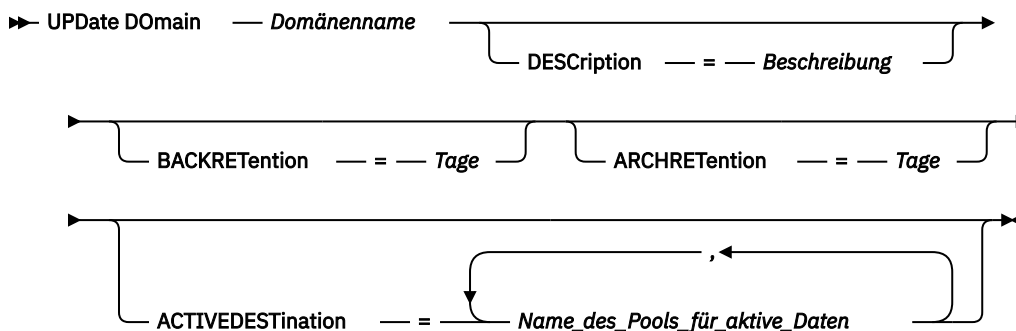 UPDate DOmain Domänenname
DESCription = Beschreibung
BACKRETention = Tage ARCHRETention = Tage
,
ACTIVEDESTination = Name_des_Pools_für_aktive_Daten